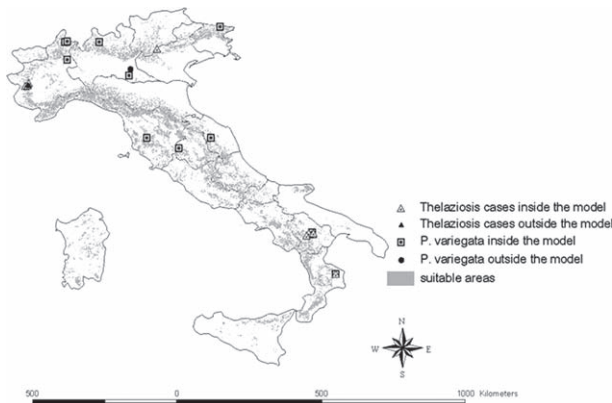 Thelaziosis cases inside the model
Thelaziosis cases outside the model
P. variegata inside the model
P. variegata outside the model
suitable areas
N
W E
S
500 0 500 1000 Kilometers